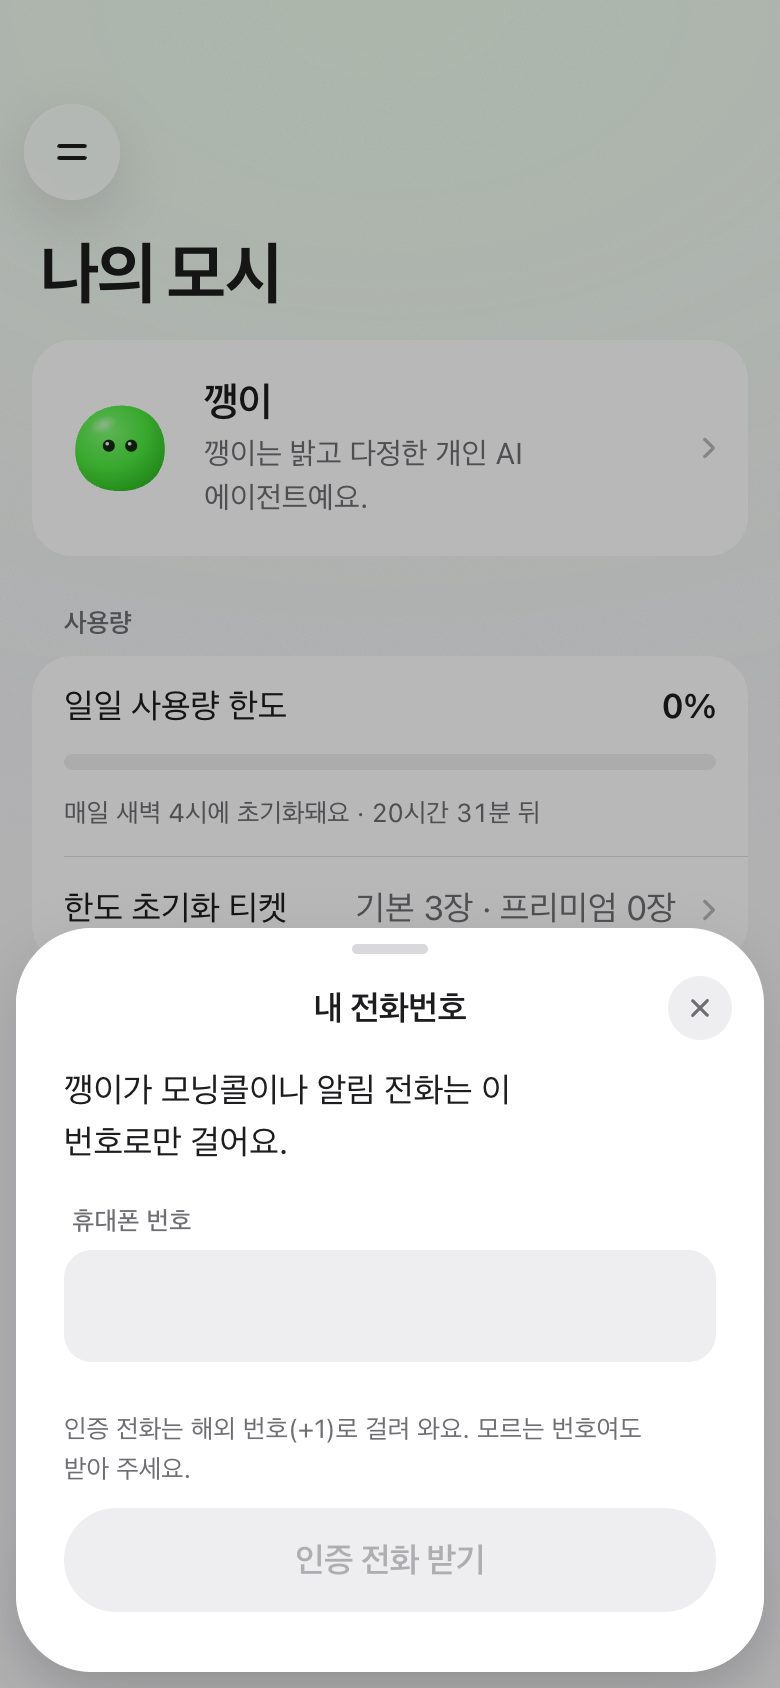 나의 모시
깽이
깽이는 밝고 다정한 개인 AI
에이전트예요.
사용량
일일 사용량 한도 0%
매일 새벽 4시에 초기화돼요 · 20시간 31분 뒤
한도 초기화 티켓 기본 3장 · 프리미엄 0장
내 전화번호
깽이가 모닝콜이나 알림 전화는 이
번호로만 걸어요.
휴대폰 번호
인증 전화는 해외 번호(+1)로 걸려 와요. 모르는 번호여도
받아 주세요.
인증 전화 받기